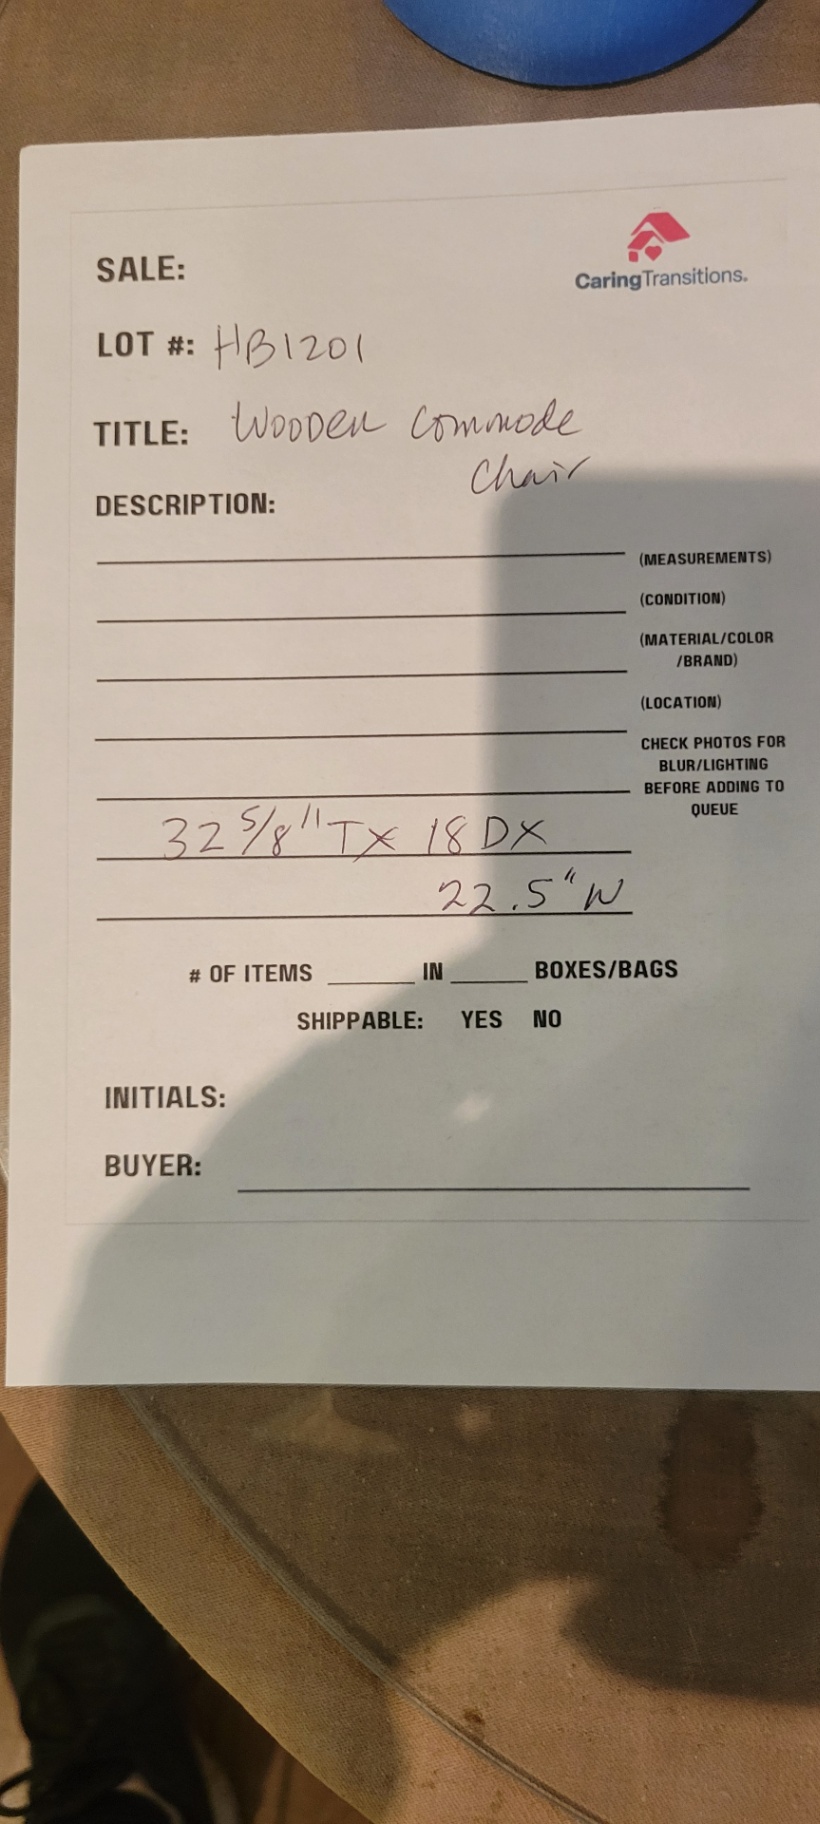 SALE:
CaringTransitions.
LOT #: HB1201
TITLE: Wooden Commode
Chair
DESCRIPTION:
(MEASUREMENTS)
(CONDITION)
(MATERIAL/COLOR
/BRAND)
(LOCATION)
CHECK PHOTOS FOR
BLUR/LIGHTING
BEFORE ADDING TO
QUEUE
32 5/8" T X 18 D X
22.5" W
# OF ITEMS ______ IN ______ BOXES/BAGS
SHIPPABLE: YES NO
INITIALS:
BUYER: